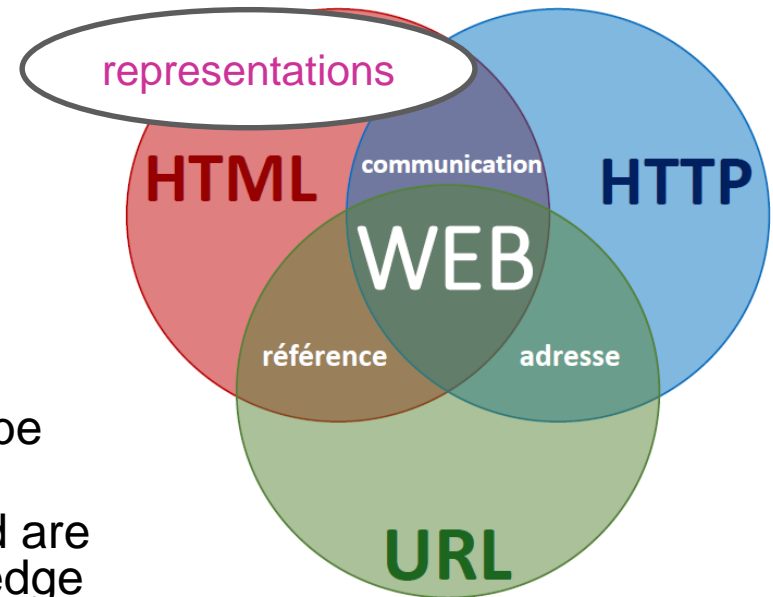 representations
HTML
communication
HTTP
WEB
référence
adresse
URL